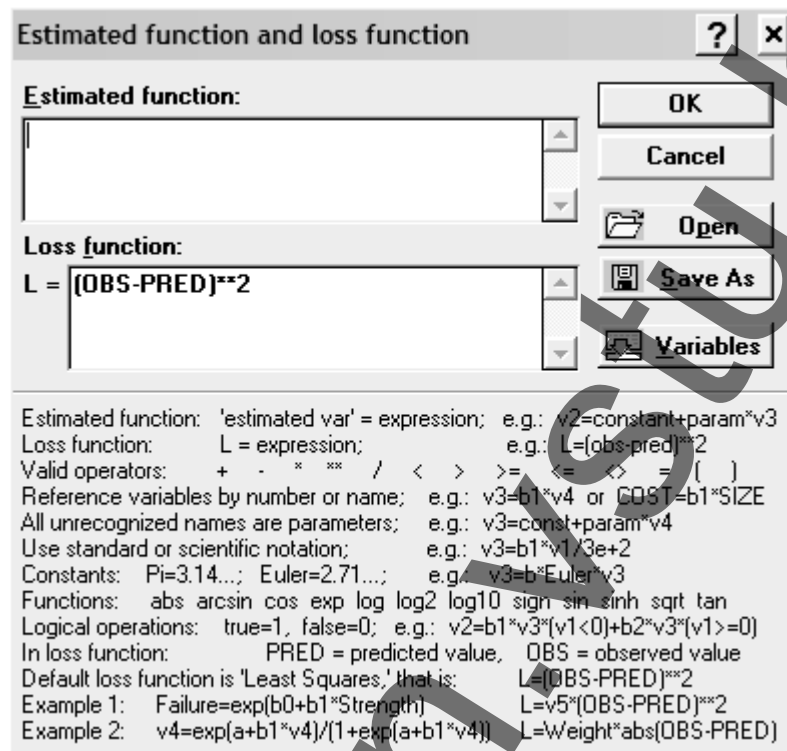 Estimated function and loss function ? ×
Estimated function:
OK
Cancel
Open
Loss function:
L = (OBS-PRED)**2
Save As
Variables
Estimated function: 'estimated var' = expression; e.g.: v2=constant+param*v3
Loss function: L = expression; e.g.: L=(obs-pred)**2
Valid operators: + - * ** / < > >= <= <> = ( )
Reference variables by number or name; e.g.: v3=b1*v4 or COST=b1*SIZE
All unrecognized names are parameters; e.g.: v3=const+param*v4
Use standard or scientific notation; e.g.: v3=b1*v1/3e+2
Constants: Pi=3.14...; Euler=2.71...; e.g.: v3=b*Euler*v3
Functions: abs arcsin cos exp log log2 log10 sign sin sinh sqrt tan
Logical operations: true=1, false=0; e.g.: v2=b1*v3*(v1<0)+b2*v3*(v1>=0)
In loss function: PRED = predicted value, OBS = observed value
Default loss function is 'Least Squares,' that is: L=(OBS-PRED)**2
Example 1: Failure=exp(b0+b1*Strength) L=v5*(OBS-PRED)**2
Example 2: v4=exp(a+b1*v4)/(1+exp(a+b1*v4)) L=Weight*abs(OBS-PRED)
n.vstu